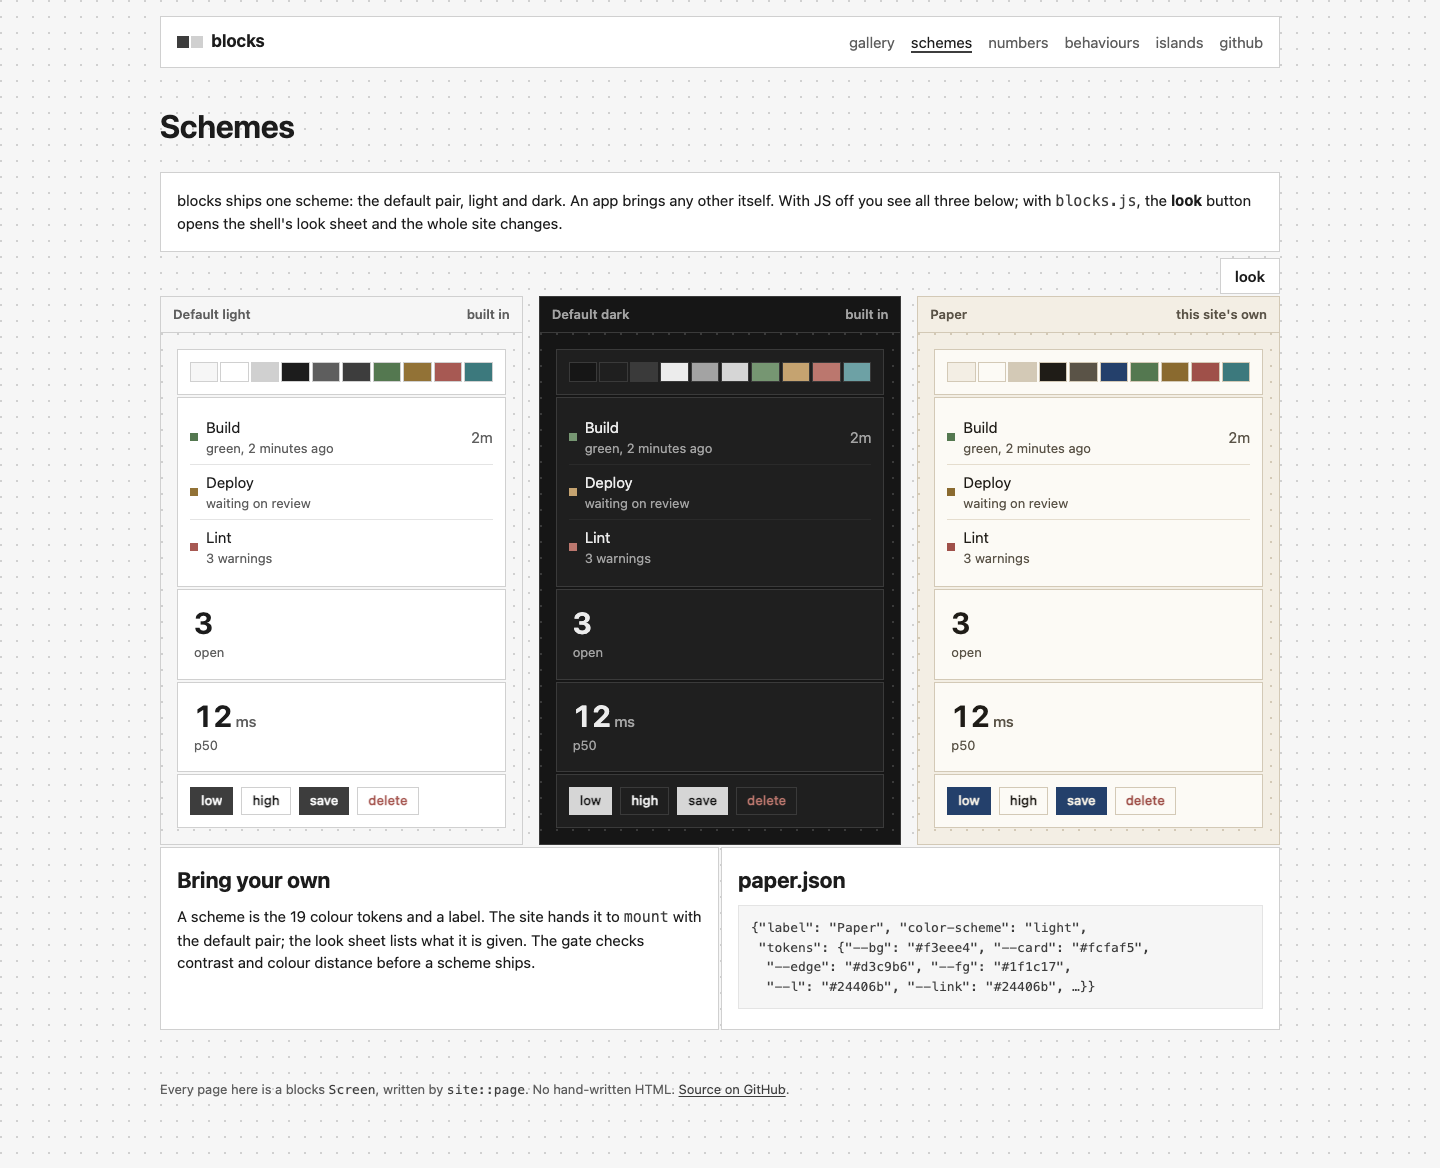 blocks
gallery schemes numbers behaviours islands github
Schemes
blocks ships one scheme: the default pair, light and dark. An app brings any other itself. With JS off you see all three below; with blocks.js, the look button
opens the shell's look sheet and the whole site changes.
look
Default light built in
Build
green, 2 minutes ago
2m
Deploy
waiting on review
Lint
3 warnings
3
open
12 ms
p50
low high save delete
Default dark built in
Build
green, 2 minutes ago
2m
Deploy
waiting on review
Lint
3 warnings
3
open
12 ms
p50
low high save delete
Paper this site's own
Build
green, 2 minutes ago
2m
Deploy
waiting on review
Lint
3 warnings
3
open
12 ms
p50
low high save delete
Bring your own
A scheme is the 19 colour tokens and a label. The site hands it to mount with
the default pair; the look sheet lists what it is given. The gate checks
contrast and colour distance before a scheme ships.
paper.json
{"label": "Paper", "color-scheme": "light",
"tokens": {"--bg": "#f3eee4", "--card": "#fcfaf5",
"--edge": "#d3c9b6", "--fg": "#1f1c17",
"--l": "#24406b", "--link": "#24406b", …}}
Every page here is a blocks Screen, written by site::page. No hand-written HTML. Source on GitHub.